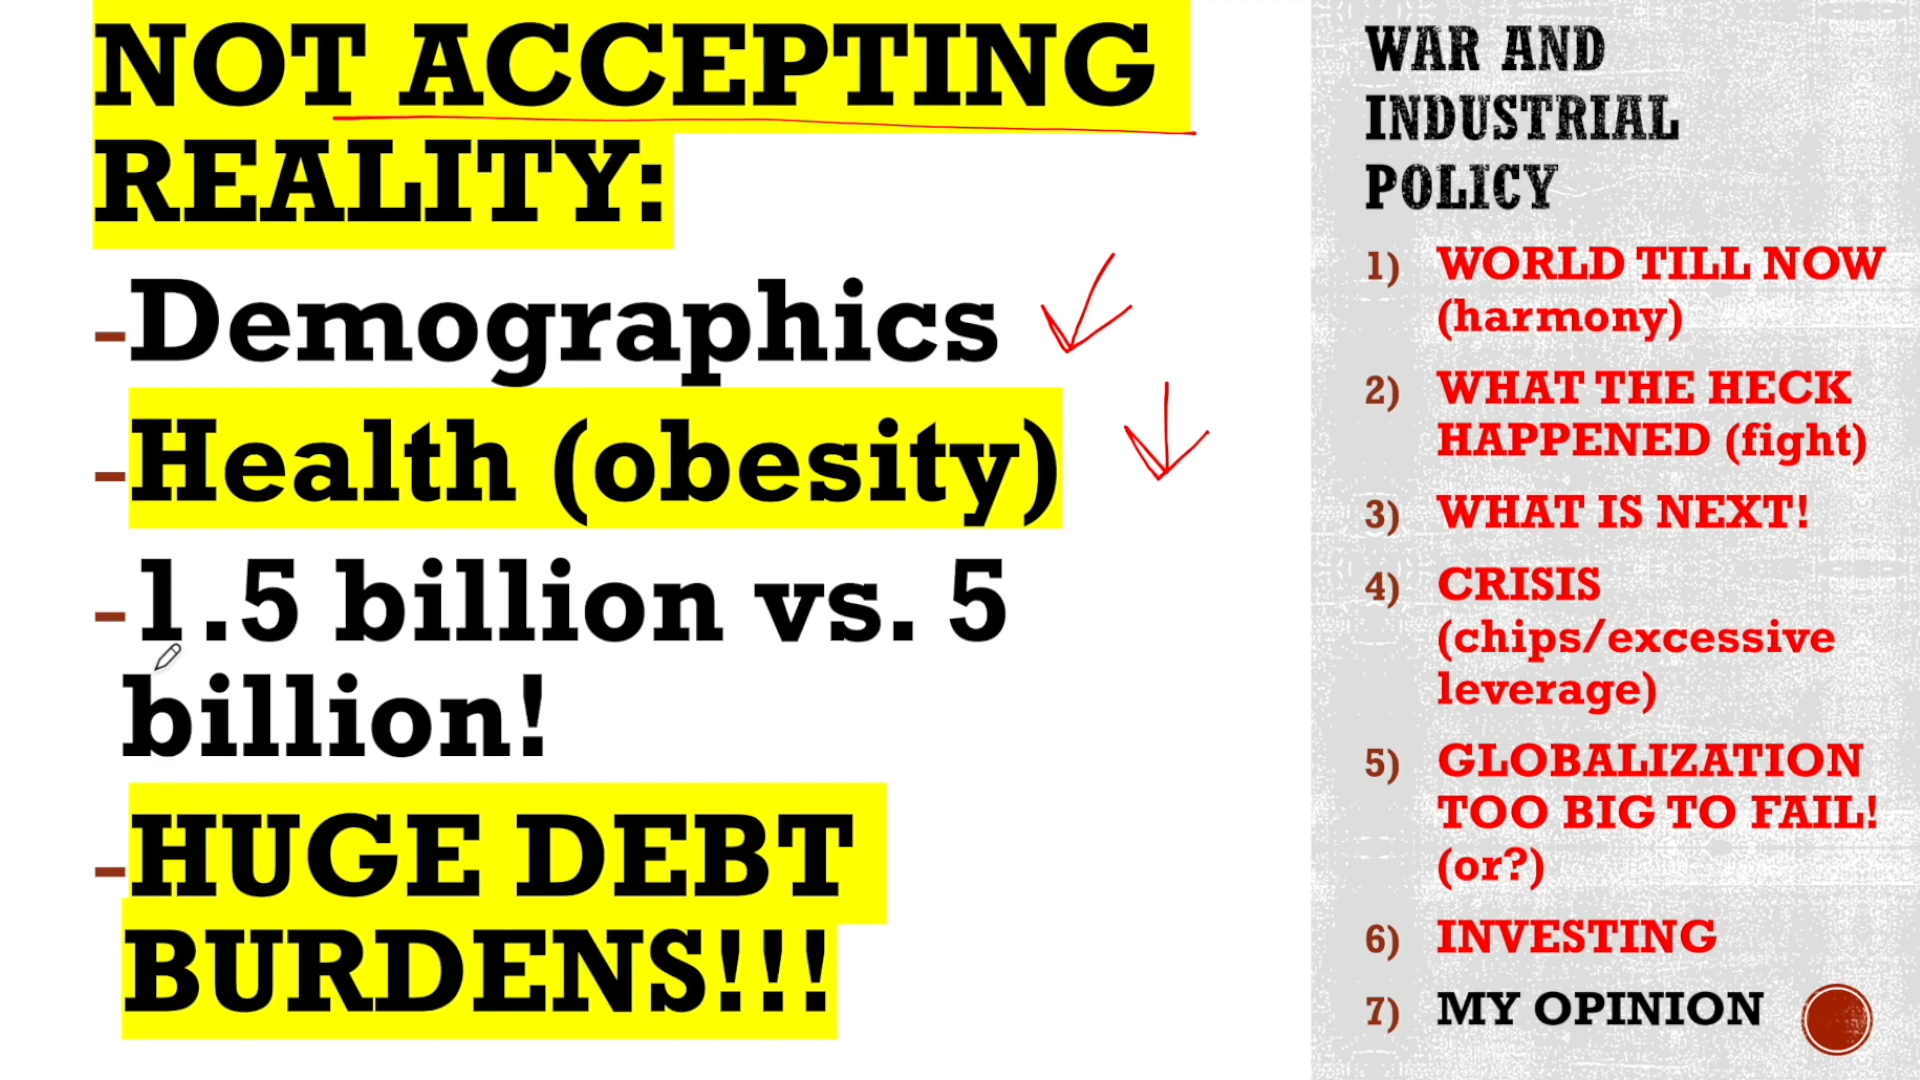 NOT ACCEPTING
REALITY:
-Demographics
-Health (obesity)
-1.5 billion vs. 5
billion!
-HUGE DEBT
BURDENS!!!
WAR AND
INDUSTRIAL
POLICY
1) WORLD TILL NOW
(harmony)
2) WHAT THE HECK
HAPPENED (fight)
3) WHAT IS NEXT!
4) CRISIS
(chips/excessive
leverage)
5) GLOBALIZATION
TOO BIG TO FAIL!
(or?)
6) INVESTING
7) MY OPINION